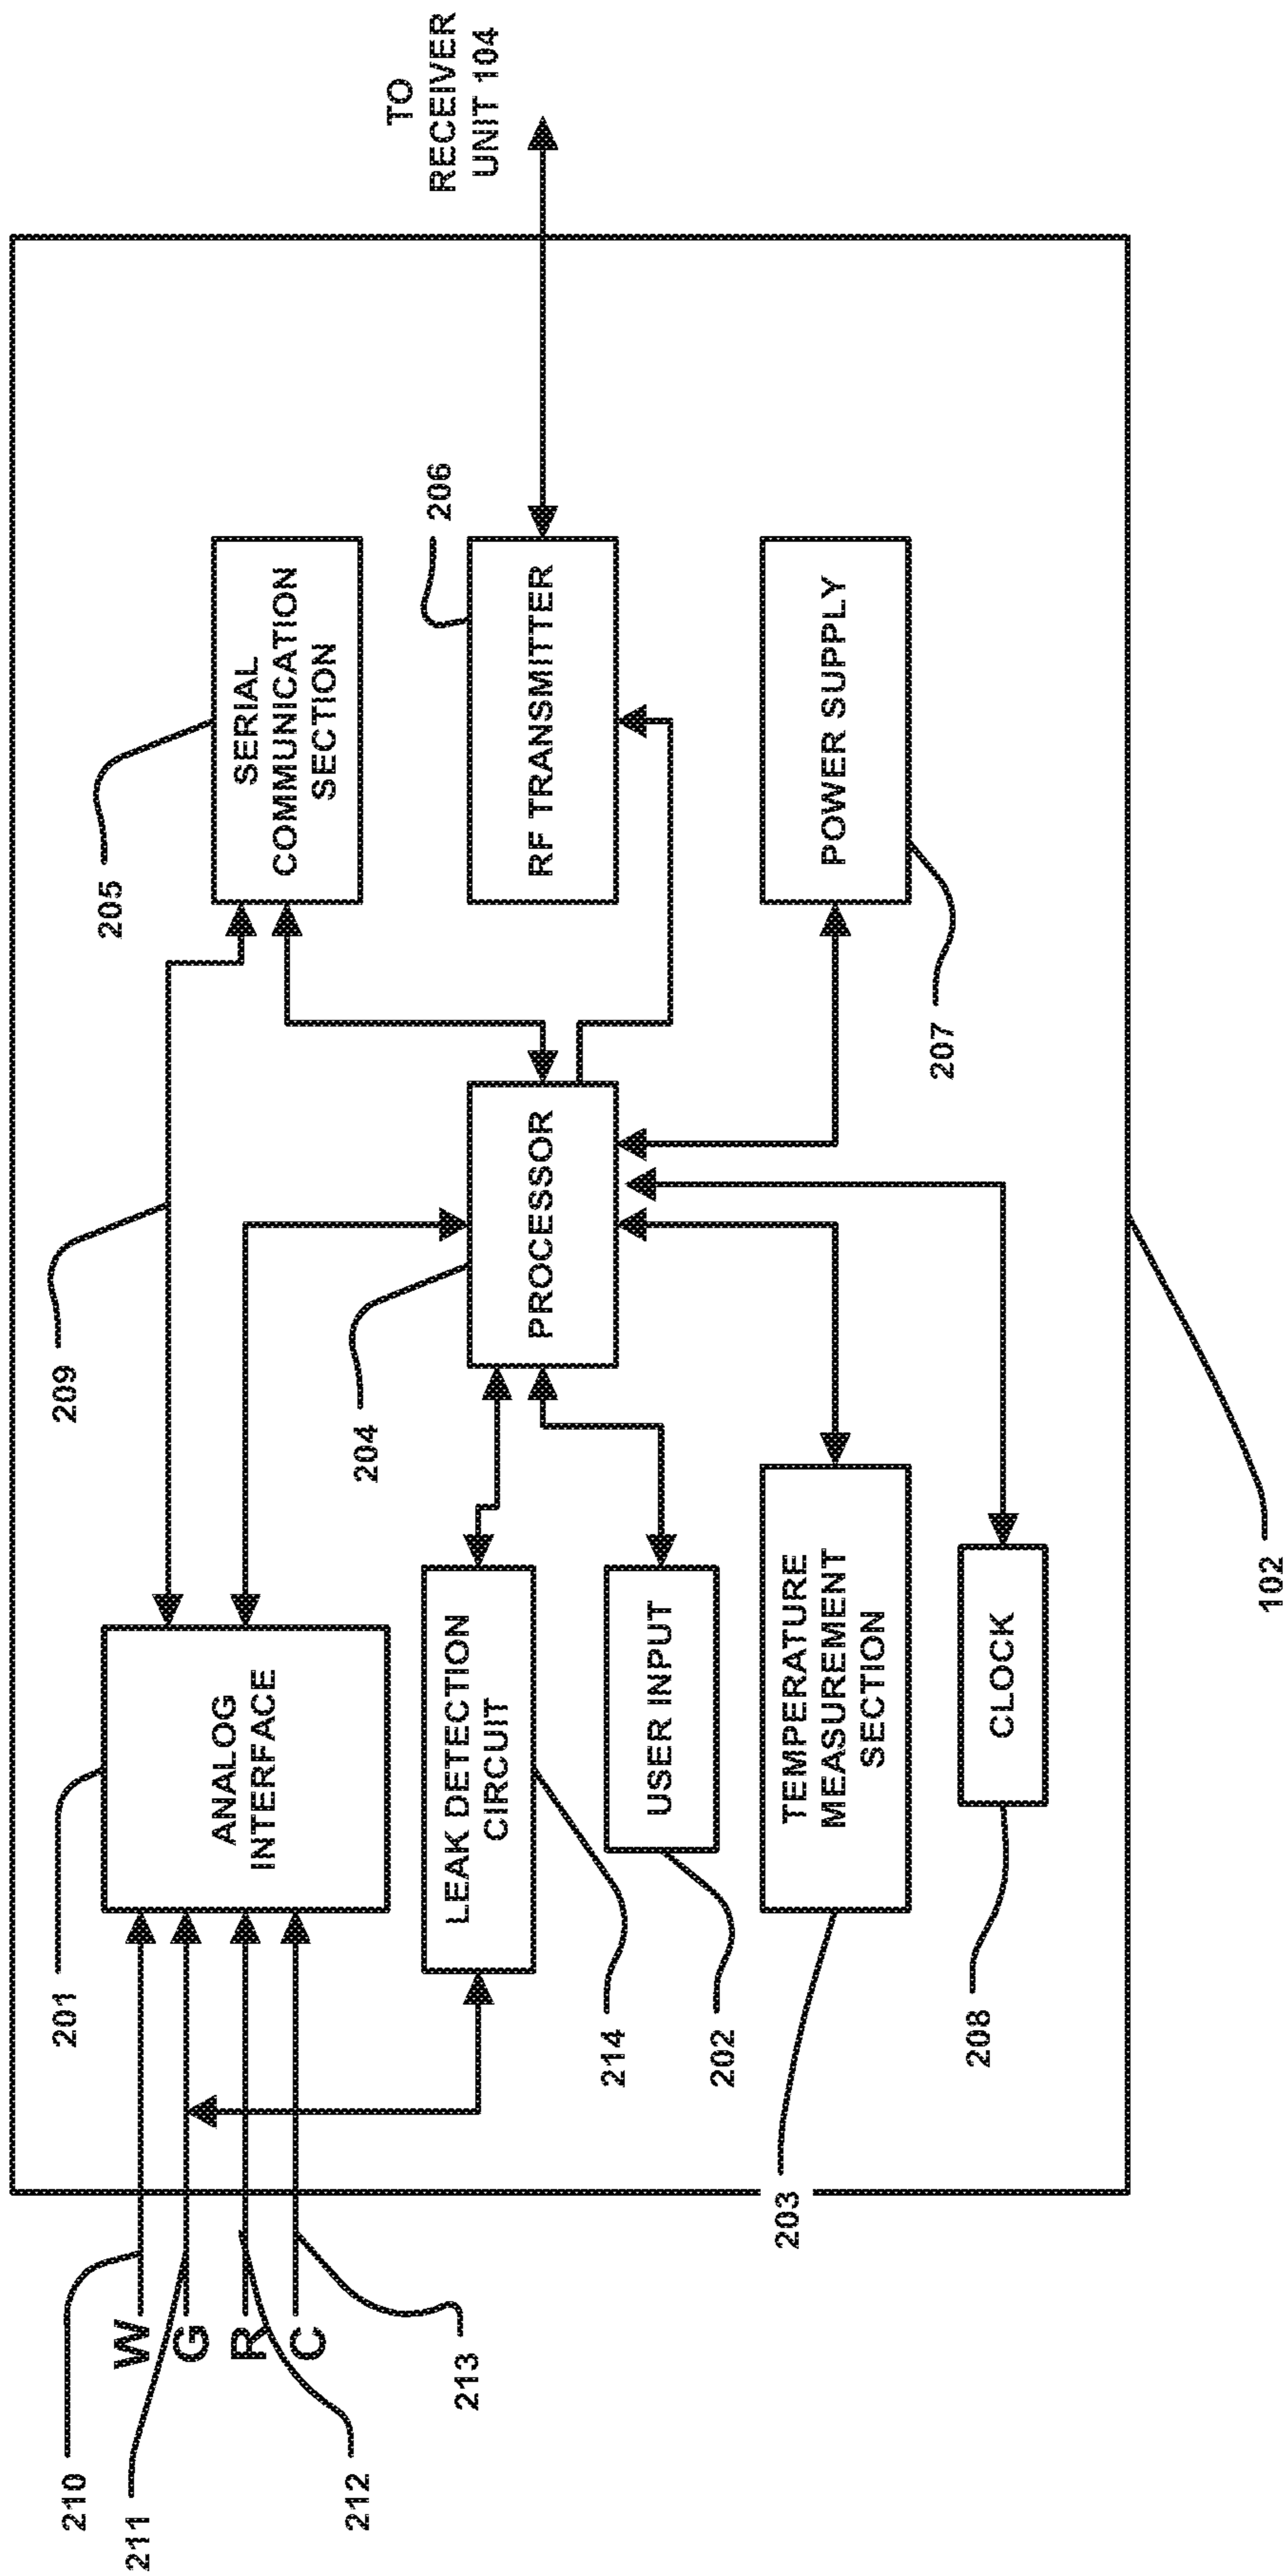 TO
RECEIVER
UNIT 104
SERIAL
COMMUNICATION
SECTION
205
RF TRANSMITTER
206
POWER SUPPLY
207
209
PROCESSOR
204
ANALOG
INTERFACE
201
LEAK DETECTION
CIRCUIT
214
USER INPUT
202
TEMPERATURE
MEASUREMENT
SECTION
203
CLOCK
208
102
W
G
R
C
210
211
212
213